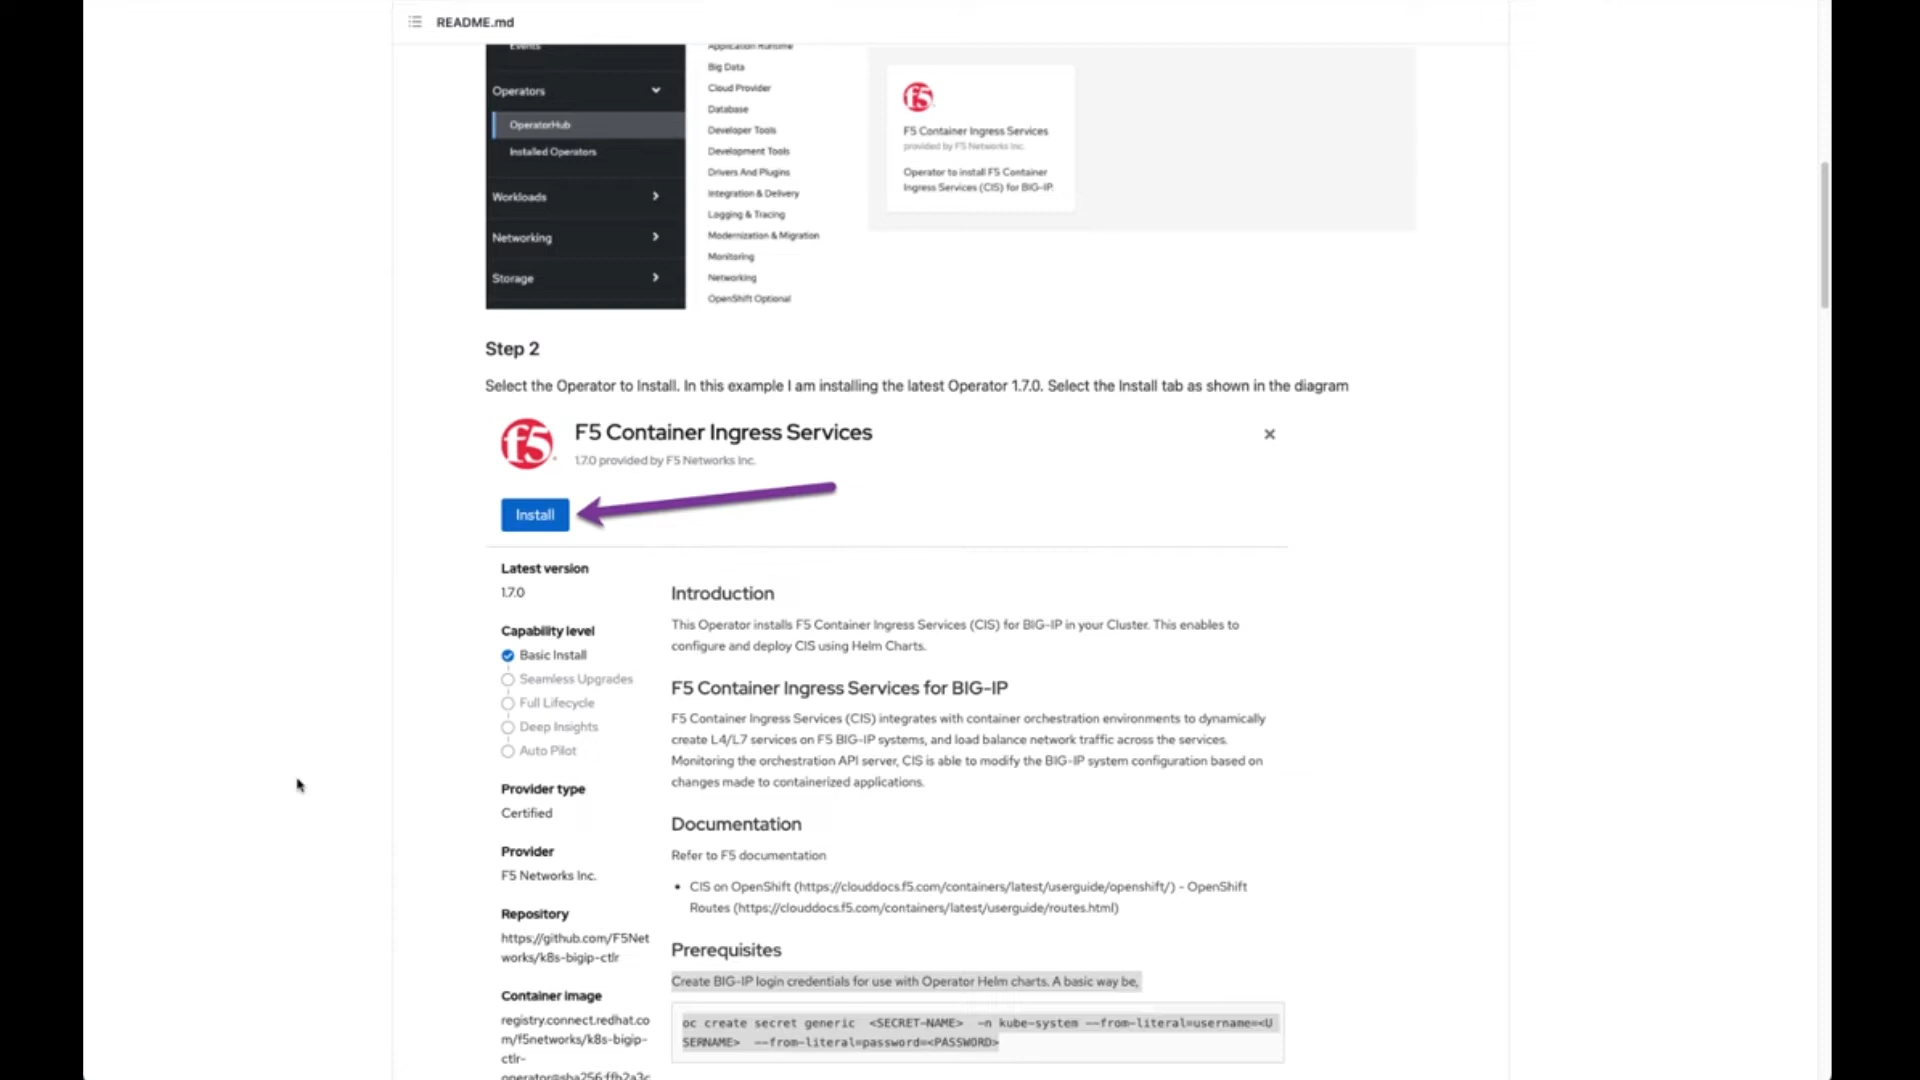 README.md
Events
Operators
OperatorHub
Installed Operators
Workloads
Networking
Storage
Application Runtime
Big Data
Cloud Provider
Database
Developer Tools
Development Tools
Drivers And Plugins
Integration & Delivery
Logging & Tracing
Modernization & Migration
Monitoring
Networking
OpenShift Optional
f5
F5 Container Ingress Services
provided by F5 Networks Inc.
Operator to install F5 Container
Ingress Services (CIS) for BIG-IP.
Step 2
Select the Operator to Install. In this example I am installing the latest Operator 1.7.0. Select the Install tab as shown in the diagram
f5
F5 Container Ingress Services
1.7.0 provided by F5 Networks Inc.
Install
Latest version
1.7.0
Capability level
Basic Install
Seamless Upgrades
Full Lifecycle
Deep Insights
Auto Pilot
Provider type
Certified
Provider
F5 Networks Inc.
Repository
https://github.com/F5Net
works/k8s-bigip-ctlr
Container image
registry.connect.redhat.co
m/f5networks/k8s-bigip-
ctlr-
operator@sha256:ffb2a3c
Introduction
This Operator installs F5 Container Ingress Services (CIS) for BIG-IP in your Cluster. This enables to
configure and deploy CIS using Helm Charts.
F5 Container Ingress Services for BIG-IP
F5 Container Ingress Services (CIS) integrates with container orchestration environments to dynamically
create L4/L7 services on F5 BIG-IP systems, and load balance network traffic across the services.
Monitoring the orchestration API server, CIS is able to modify the BIG-IP system configuration based on
changes made to containerized applications.
Documentation
Refer to F5 documentation
• CIS on OpenShift (https://clouddocs.f5.com/containers/latest/userguide/openshift/) - OpenShift
Routes (https://clouddocs.f5.com/containers/latest/userguide/routes.html)
Prerequisites
Create BIG-IP login credentials for use with Operator Helm charts. A basic way be,
oc create secret generic <SECRET-NAME> -n kube-system --from-literal=username=<U
SERNAME> --from-literal=password=<PASSWORD>